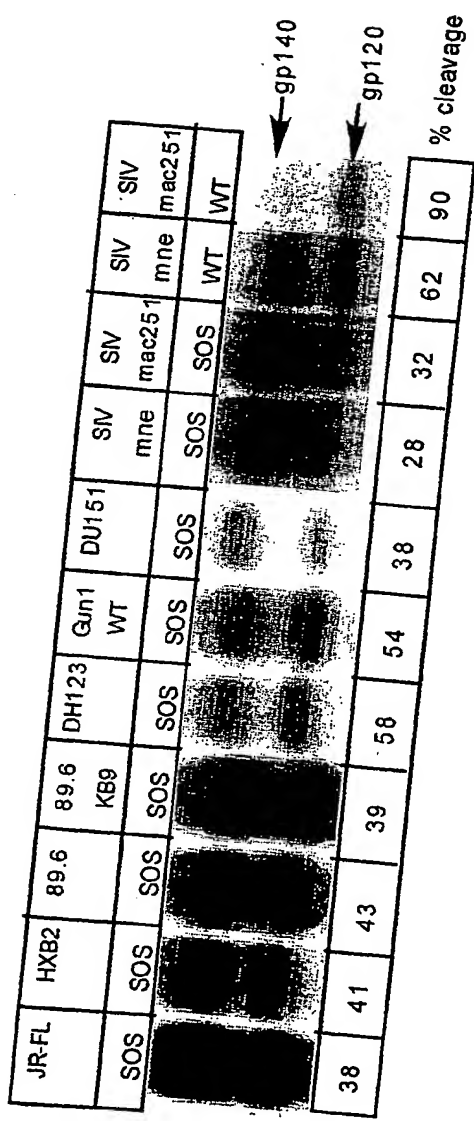 JR-FL HXB2 89.6 89.6 KB9 DH123 Gun1 WT DU151 SIV mne SIV mac251 SIV mne SIV mac251
SOS SOS SOS SOS SOS SOS SOS SOS SOS WT WT
gp140
gp120
38 41 43 39 58 54 38 28 32 62 90 % cleavage